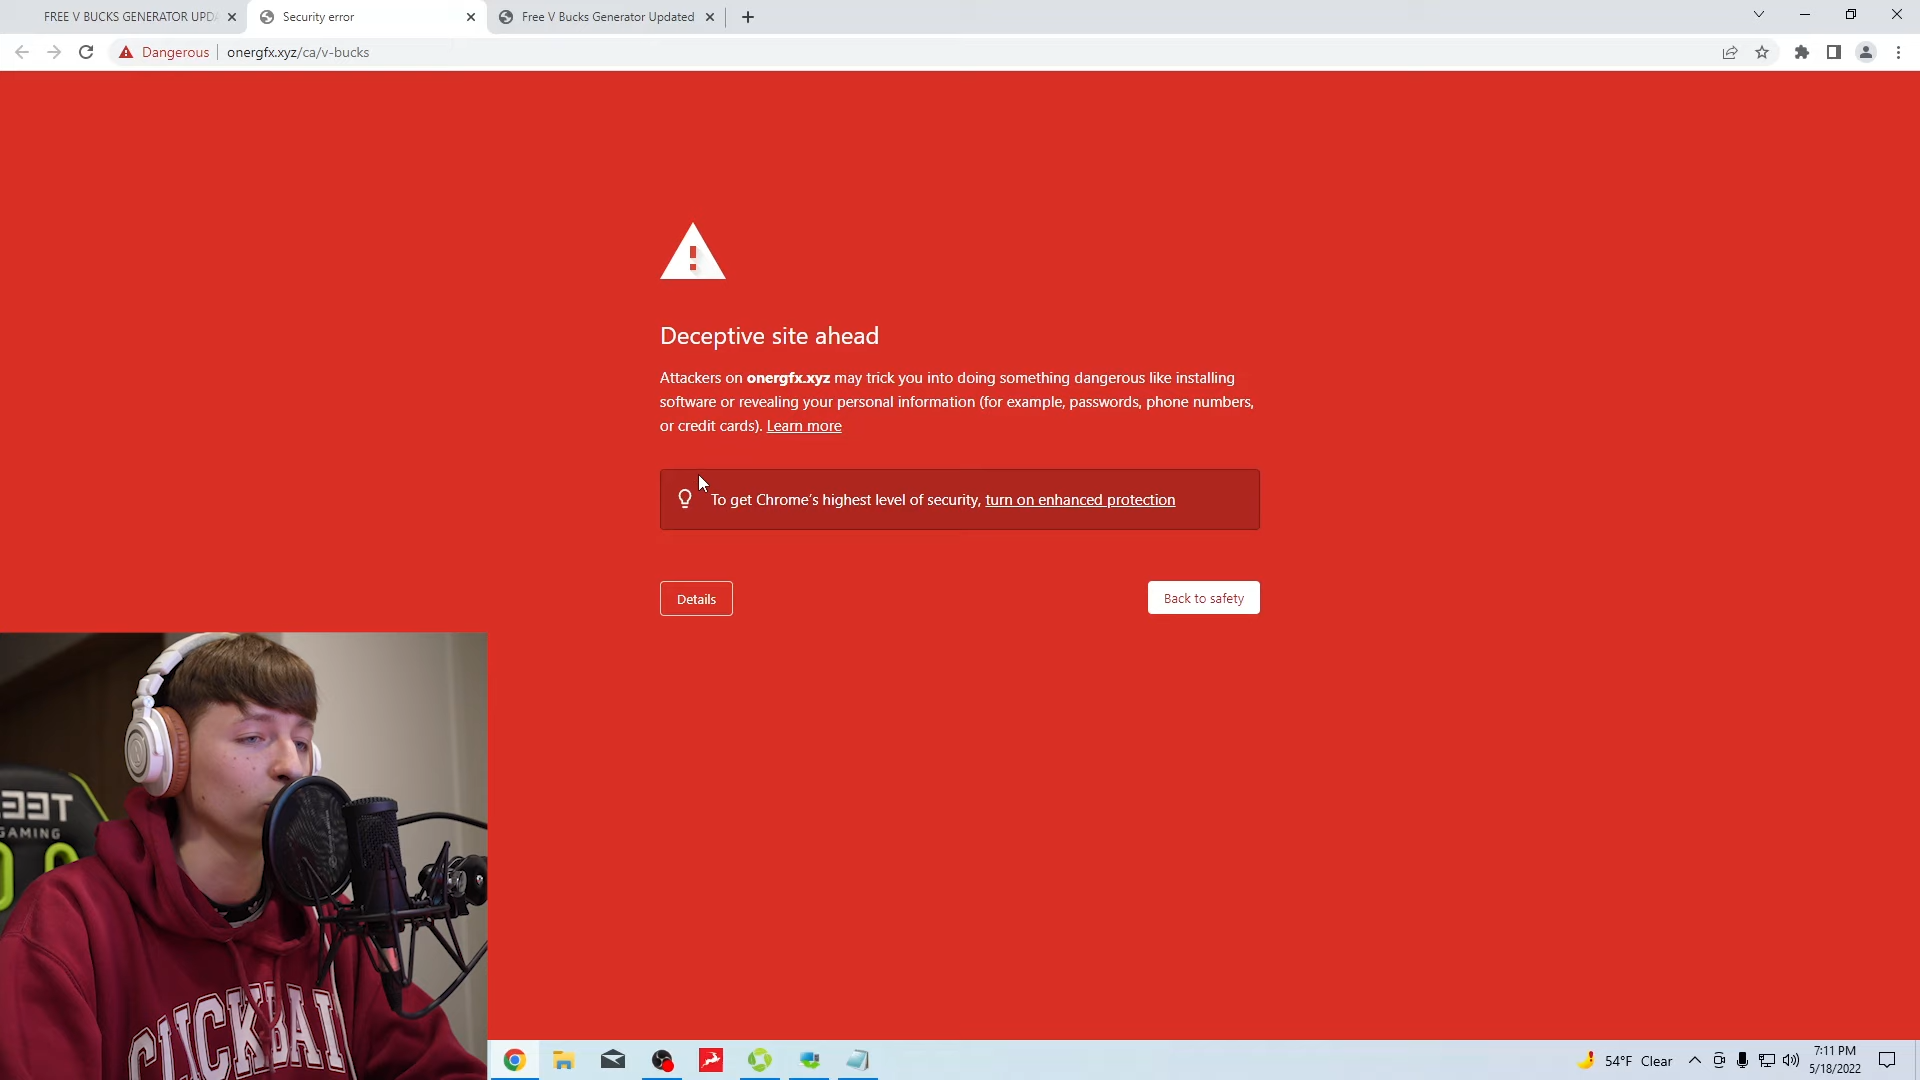 FREE V BUCKS GENERATOR UPD
Security error
Free V Bucks Generator Updated
Dangerous
onergfx.xyz/ca/v-bucks
Deceptive site ahead
Attackers on onergfx.xyz may trick you into doing something dangerous like installing
software or revealing your personal information (for example, passwords, phone numbers,
or credit cards). Learn more
To get Chrome's highest level of security, turn on enhanced protection
Details
Back to safety
GAMING
CLICKBAI
54°F Clear
7:11 PM
5/18/2022